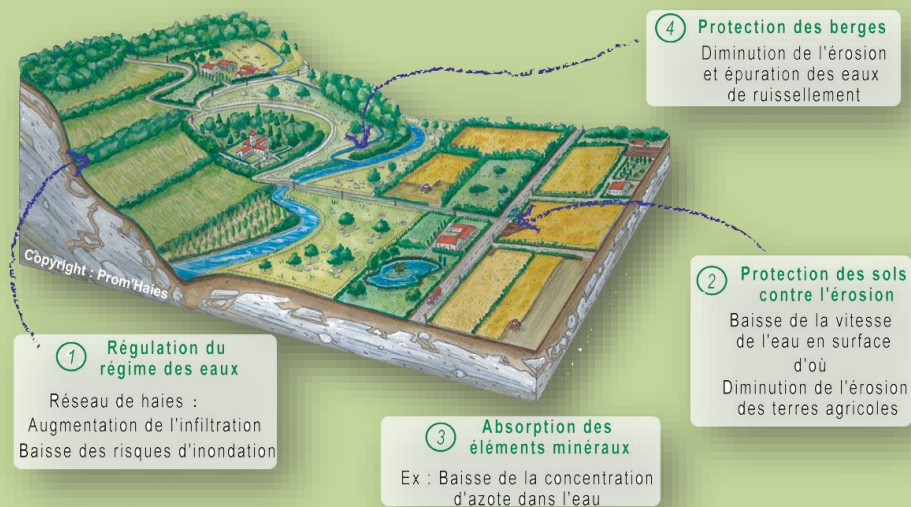 4 Protection des berges
Diminution de l'érosion
et épuration des eaux
de ruissellement
Copyright : Prom'Haies
2 Protection des sols
contre l'érosion
Baisse de la vitesse
de l'eau en surface
d'où
Diminution de l'érosion
des terres agricoles
1 Régulation du
régime des eaux
Réseau de haies :
Augmentation de l'infiltration
Baisse des risques d'inondation
3 Absorption des
éléments minéraux
Ex : Baisse de la concentration
d'azote dans l'eau